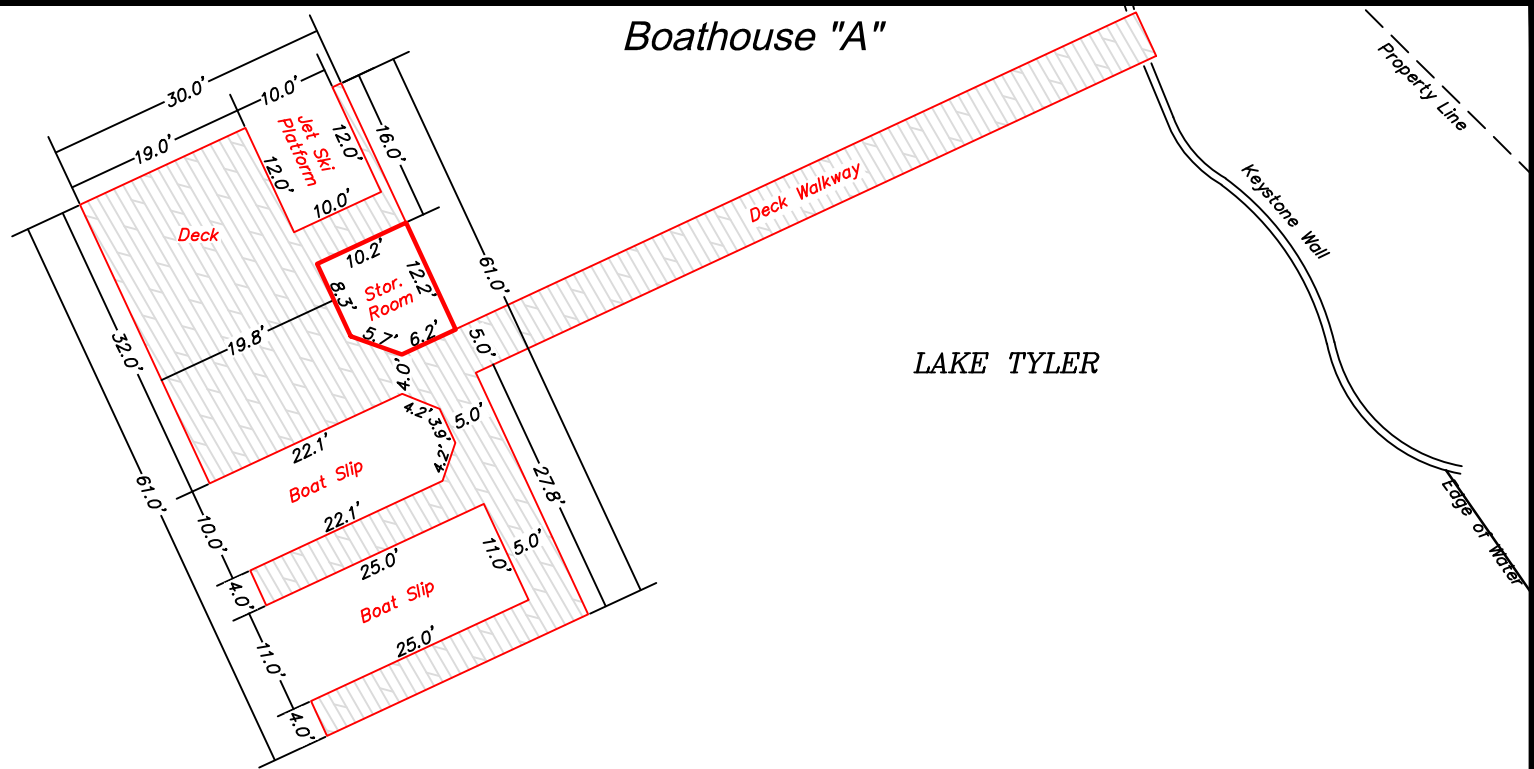 Boathouse "A"
30.0'
10.0'
19.0'
Jet Ski
Platform
12.0'
12.0'
10.0'
16.0'
Property Line
Deck
Deck Walkway
Keystone Wall
10.2'
12.2'
Stor.
Room
8.3'
5.7'
6.2'
61.0'
19.8'
32.0'
5.0'
4.0'
LAKE TYLER
4.2'
3.9'
4.2'
5.0'
22.1'
Boat Slip
22.1'
27.8'
61.0'
10.0'
25.0'
11.0'
5.0'
Edge of Water
4.0'
Boat Slip
25.0'
11.0'
4.0'